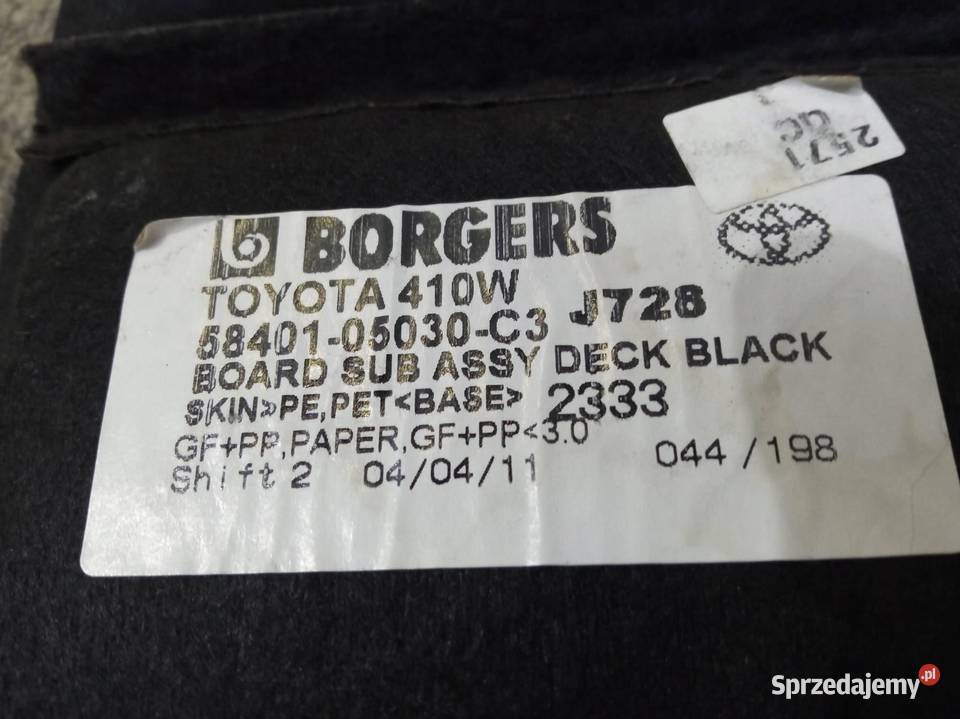 2571
QC
BORGERS
TOYOTA 410W
58401-05030-C3 J728
BOARD SUB ASSY DECK BLACK
SKIN>PE,PET<BASE> 2333
GF+PP,PAPER,GF+PP<3.0
Shift 2 04/04/11 044/198
Sprzedajemy.pl